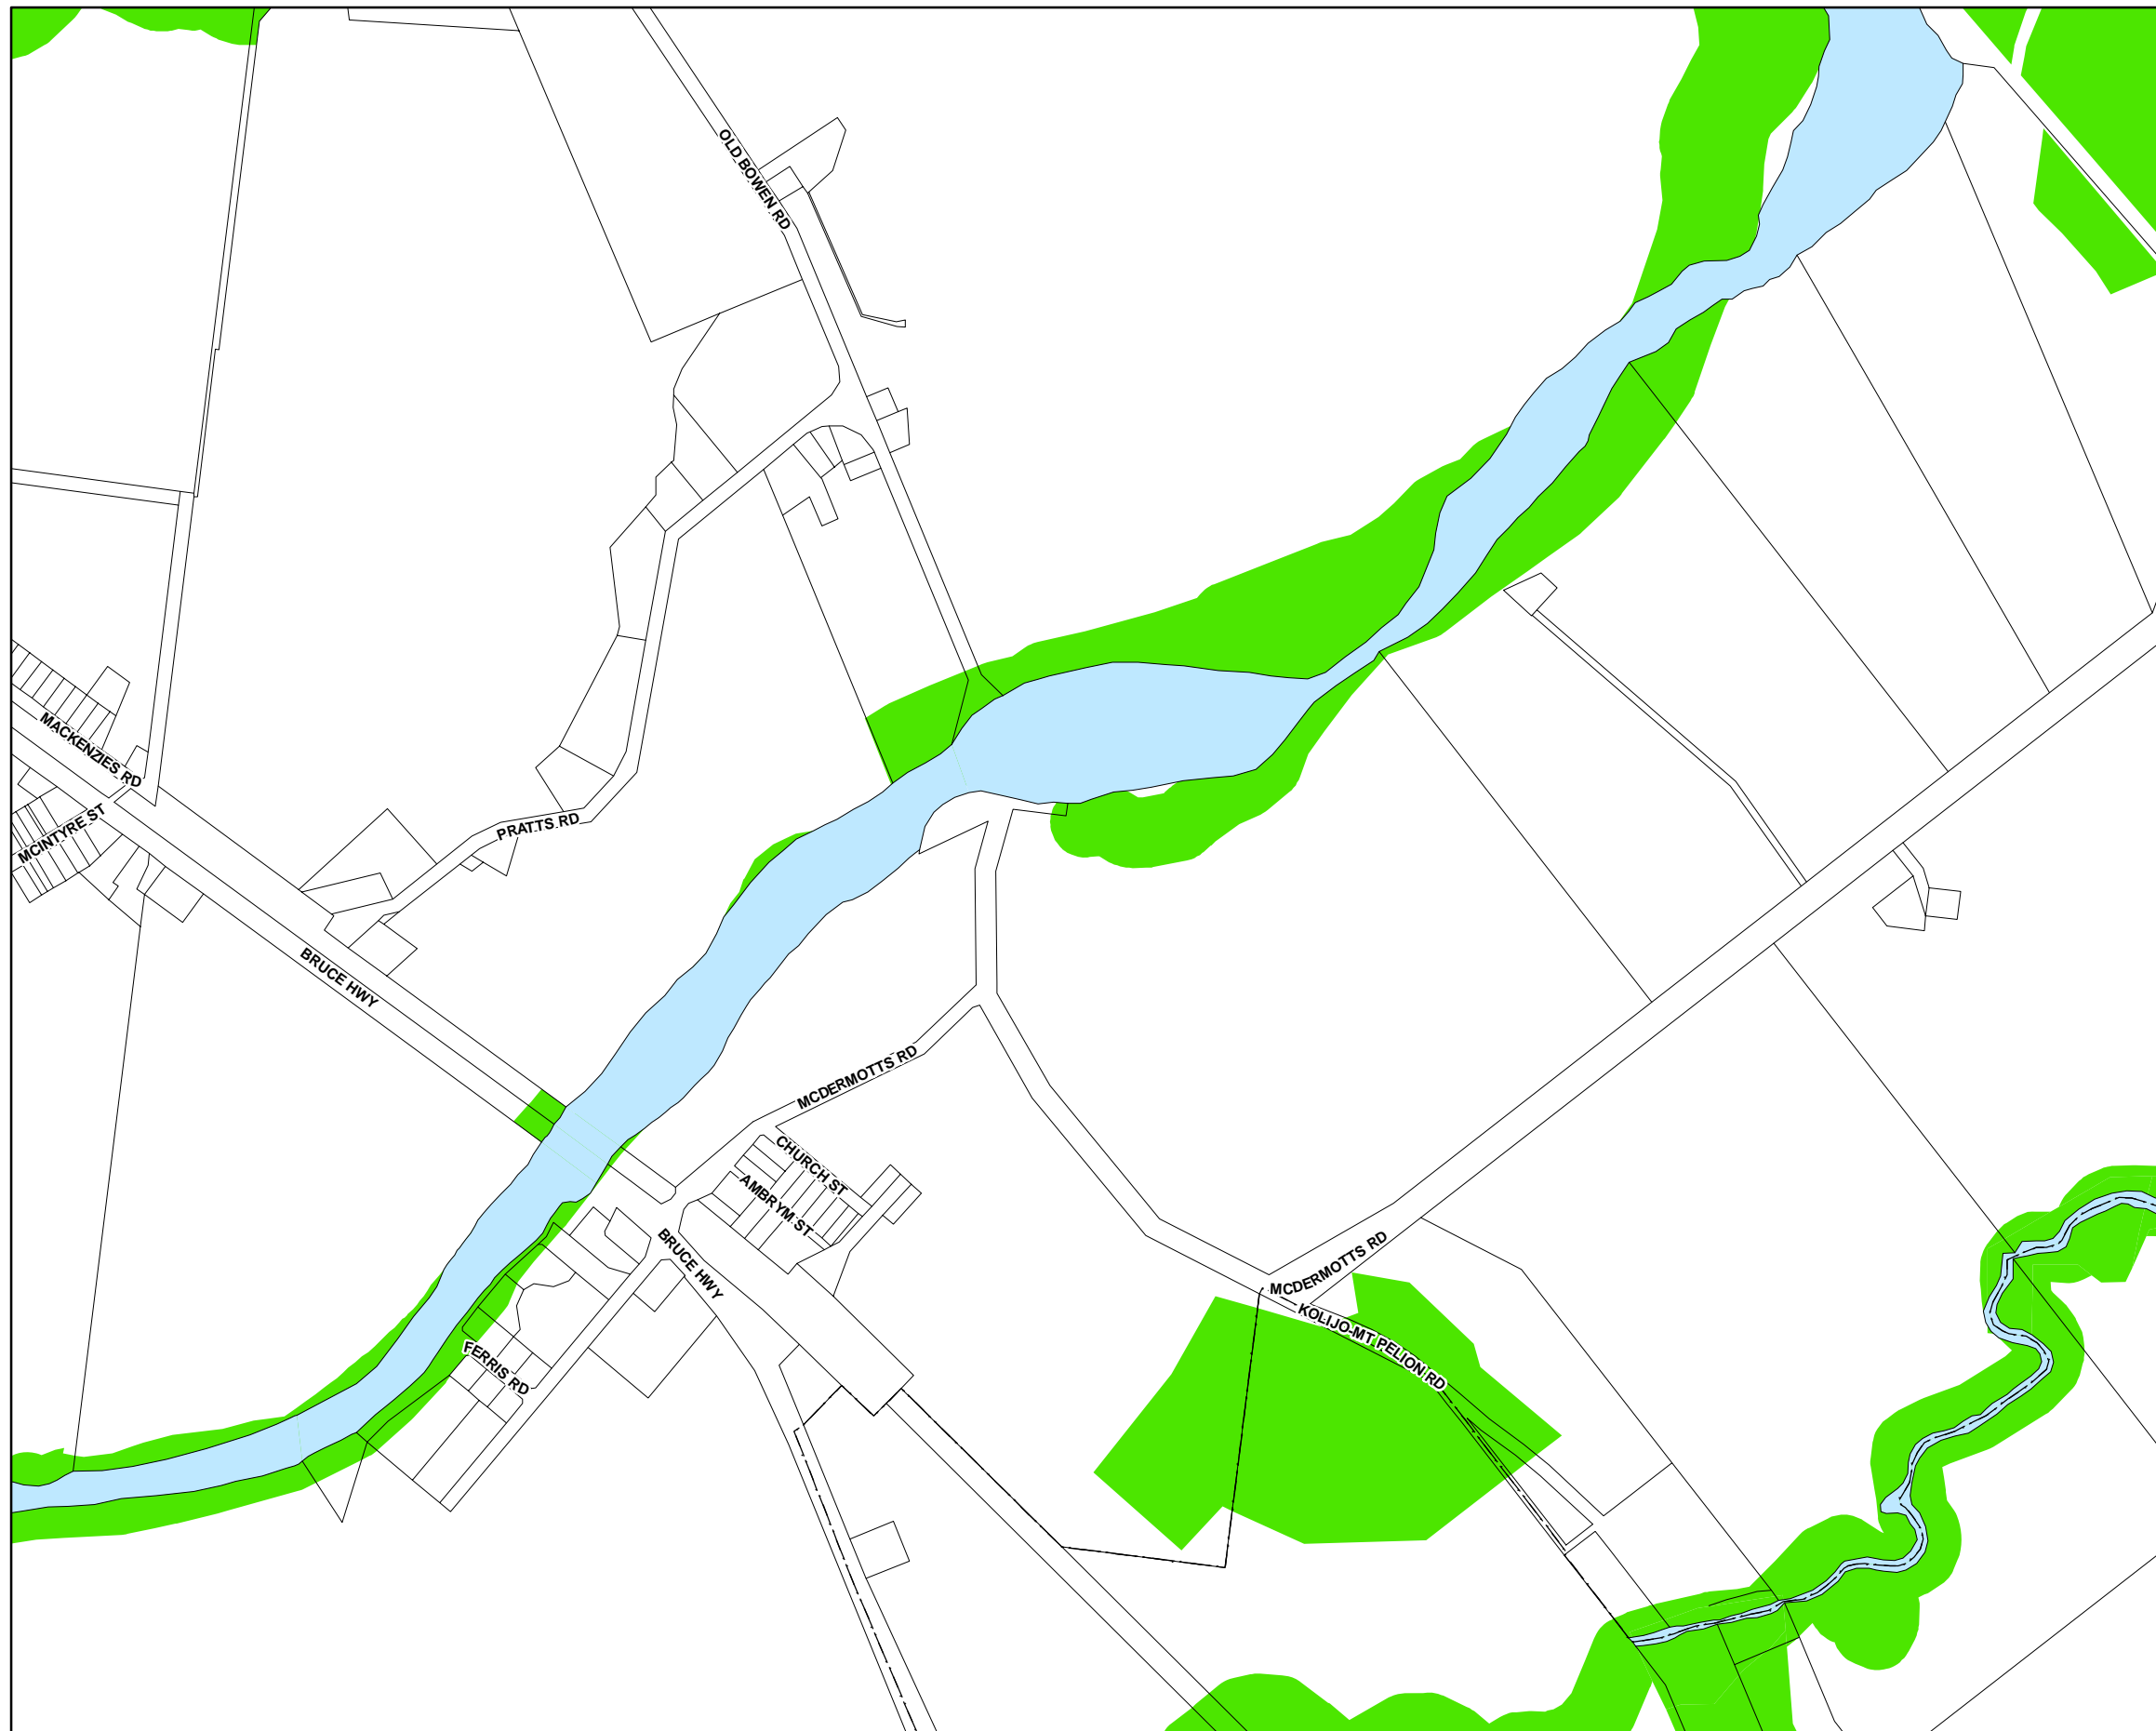 OLD BOWEN RD
MACKENZIES RD
MCINTYRE ST
PRATTS RD
BRUCE HWY
MCDERMOTTS RD
CHURCH ST
AMBRYM ST
BRUCE HWY
MCDERMOTTS RD
KOLIJO-MT PELION RD
FERRIS RD